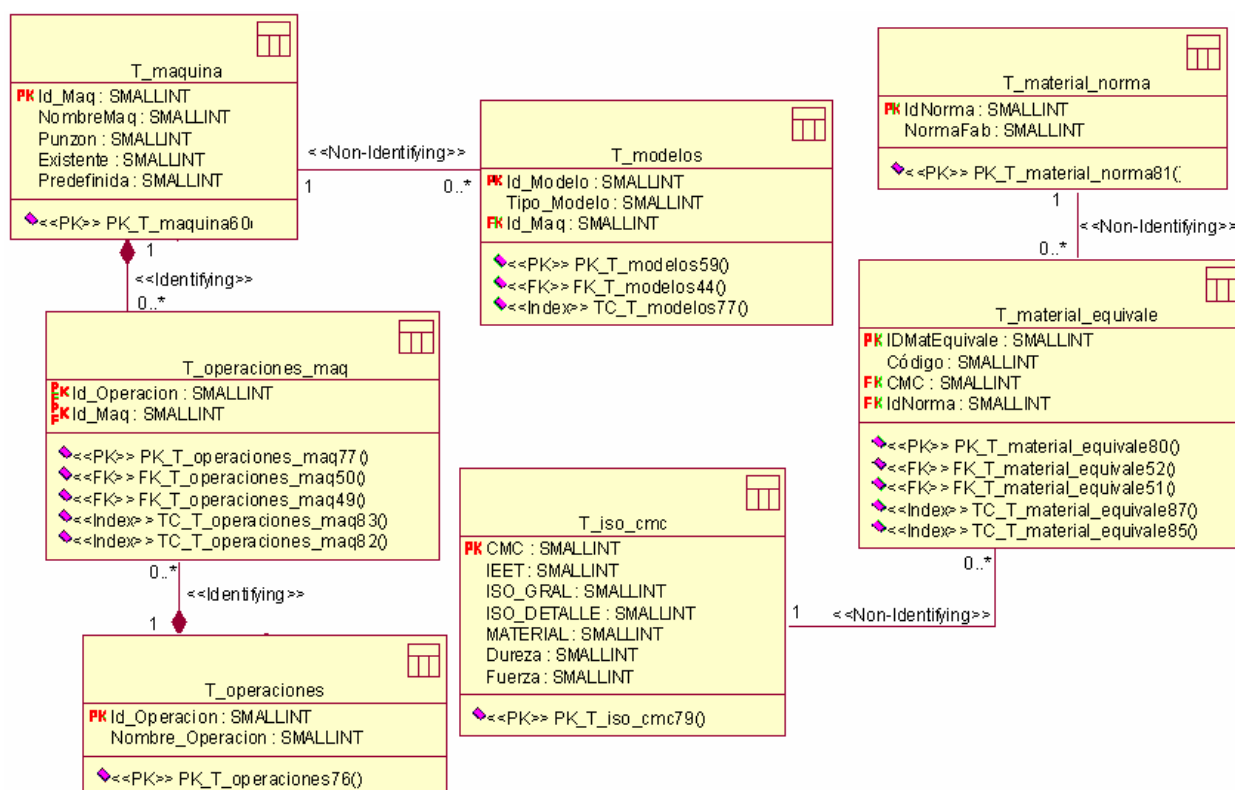 T_maquina
PK Id_Maq : SMALLINT
NombreMaq : SMALLINT
Punzon : SMALLINT
Existente : SMALLINT
Predefinida : SMALLINT
<<PK>> PK_T_maquina60(
1
<<Non-Identifying>>
0..*
T_modelos
PK Id_Modelo : SMALLINT
Tipo_Modelo : SMALLINT
FK Id_Maq : SMALLINT
<<PK>> PK_T_modelos59()
<<FK>> FK_T_modelos44()
<<Index>> TC_T_modelos77()
1
<<Identifying>>
0..*
T_operaciones_maq
PFK Id_Operacion : SMALLINT
PFK Id_Maq : SMALLINT
<<PK>> PK_T_operaciones_maq77()
<<FK>> FK_T_operaciones_maq50()
<<FK>> FK_T_operaciones_maq49()
<<Index>> TC_T_operaciones_maq83()
<<Index>> TC_T_operaciones_maq82()
0..*
<<Identifying>>
1
T_operaciones
PK Id_Operacion : SMALLINT
Nombre_Operacion : SMALLINT
<<PK>> PK_T_operaciones76()
T_material_norma
PK IdNorma : SMALLINT
NormaFab : SMALLINT
<<PK>> PK_T_material_norma81(
1
<<Non-Identifying>>
0..*
T_material_equivale
PK IDMatEquivale : SMALLINT
Código : SMALLINT
FK CMC : SMALLINT
FK IdNorma : SMALLINT
<<PK>> PK_T_material_equivale80()
<<FK>> FK_T_material_equivale52()
<<FK>> FK_T_material_equivale51()
<<Index>> TC_T_material_equivale87()
<<Index>> TC_T_material_equivale85()
0..*
1
<<Non-Identifying>>
T_iso_cmc
PK CMC : SMALLINT
IEET : SMALLINT
ISO_GRAL : SMALLINT
ISO_DETALLE : SMALLINT
MATERIAL : SMALLINT
Dureza : SMALLINT
Fuerza : SMALLINT
<<PK>> PK_T_iso_cmc79()